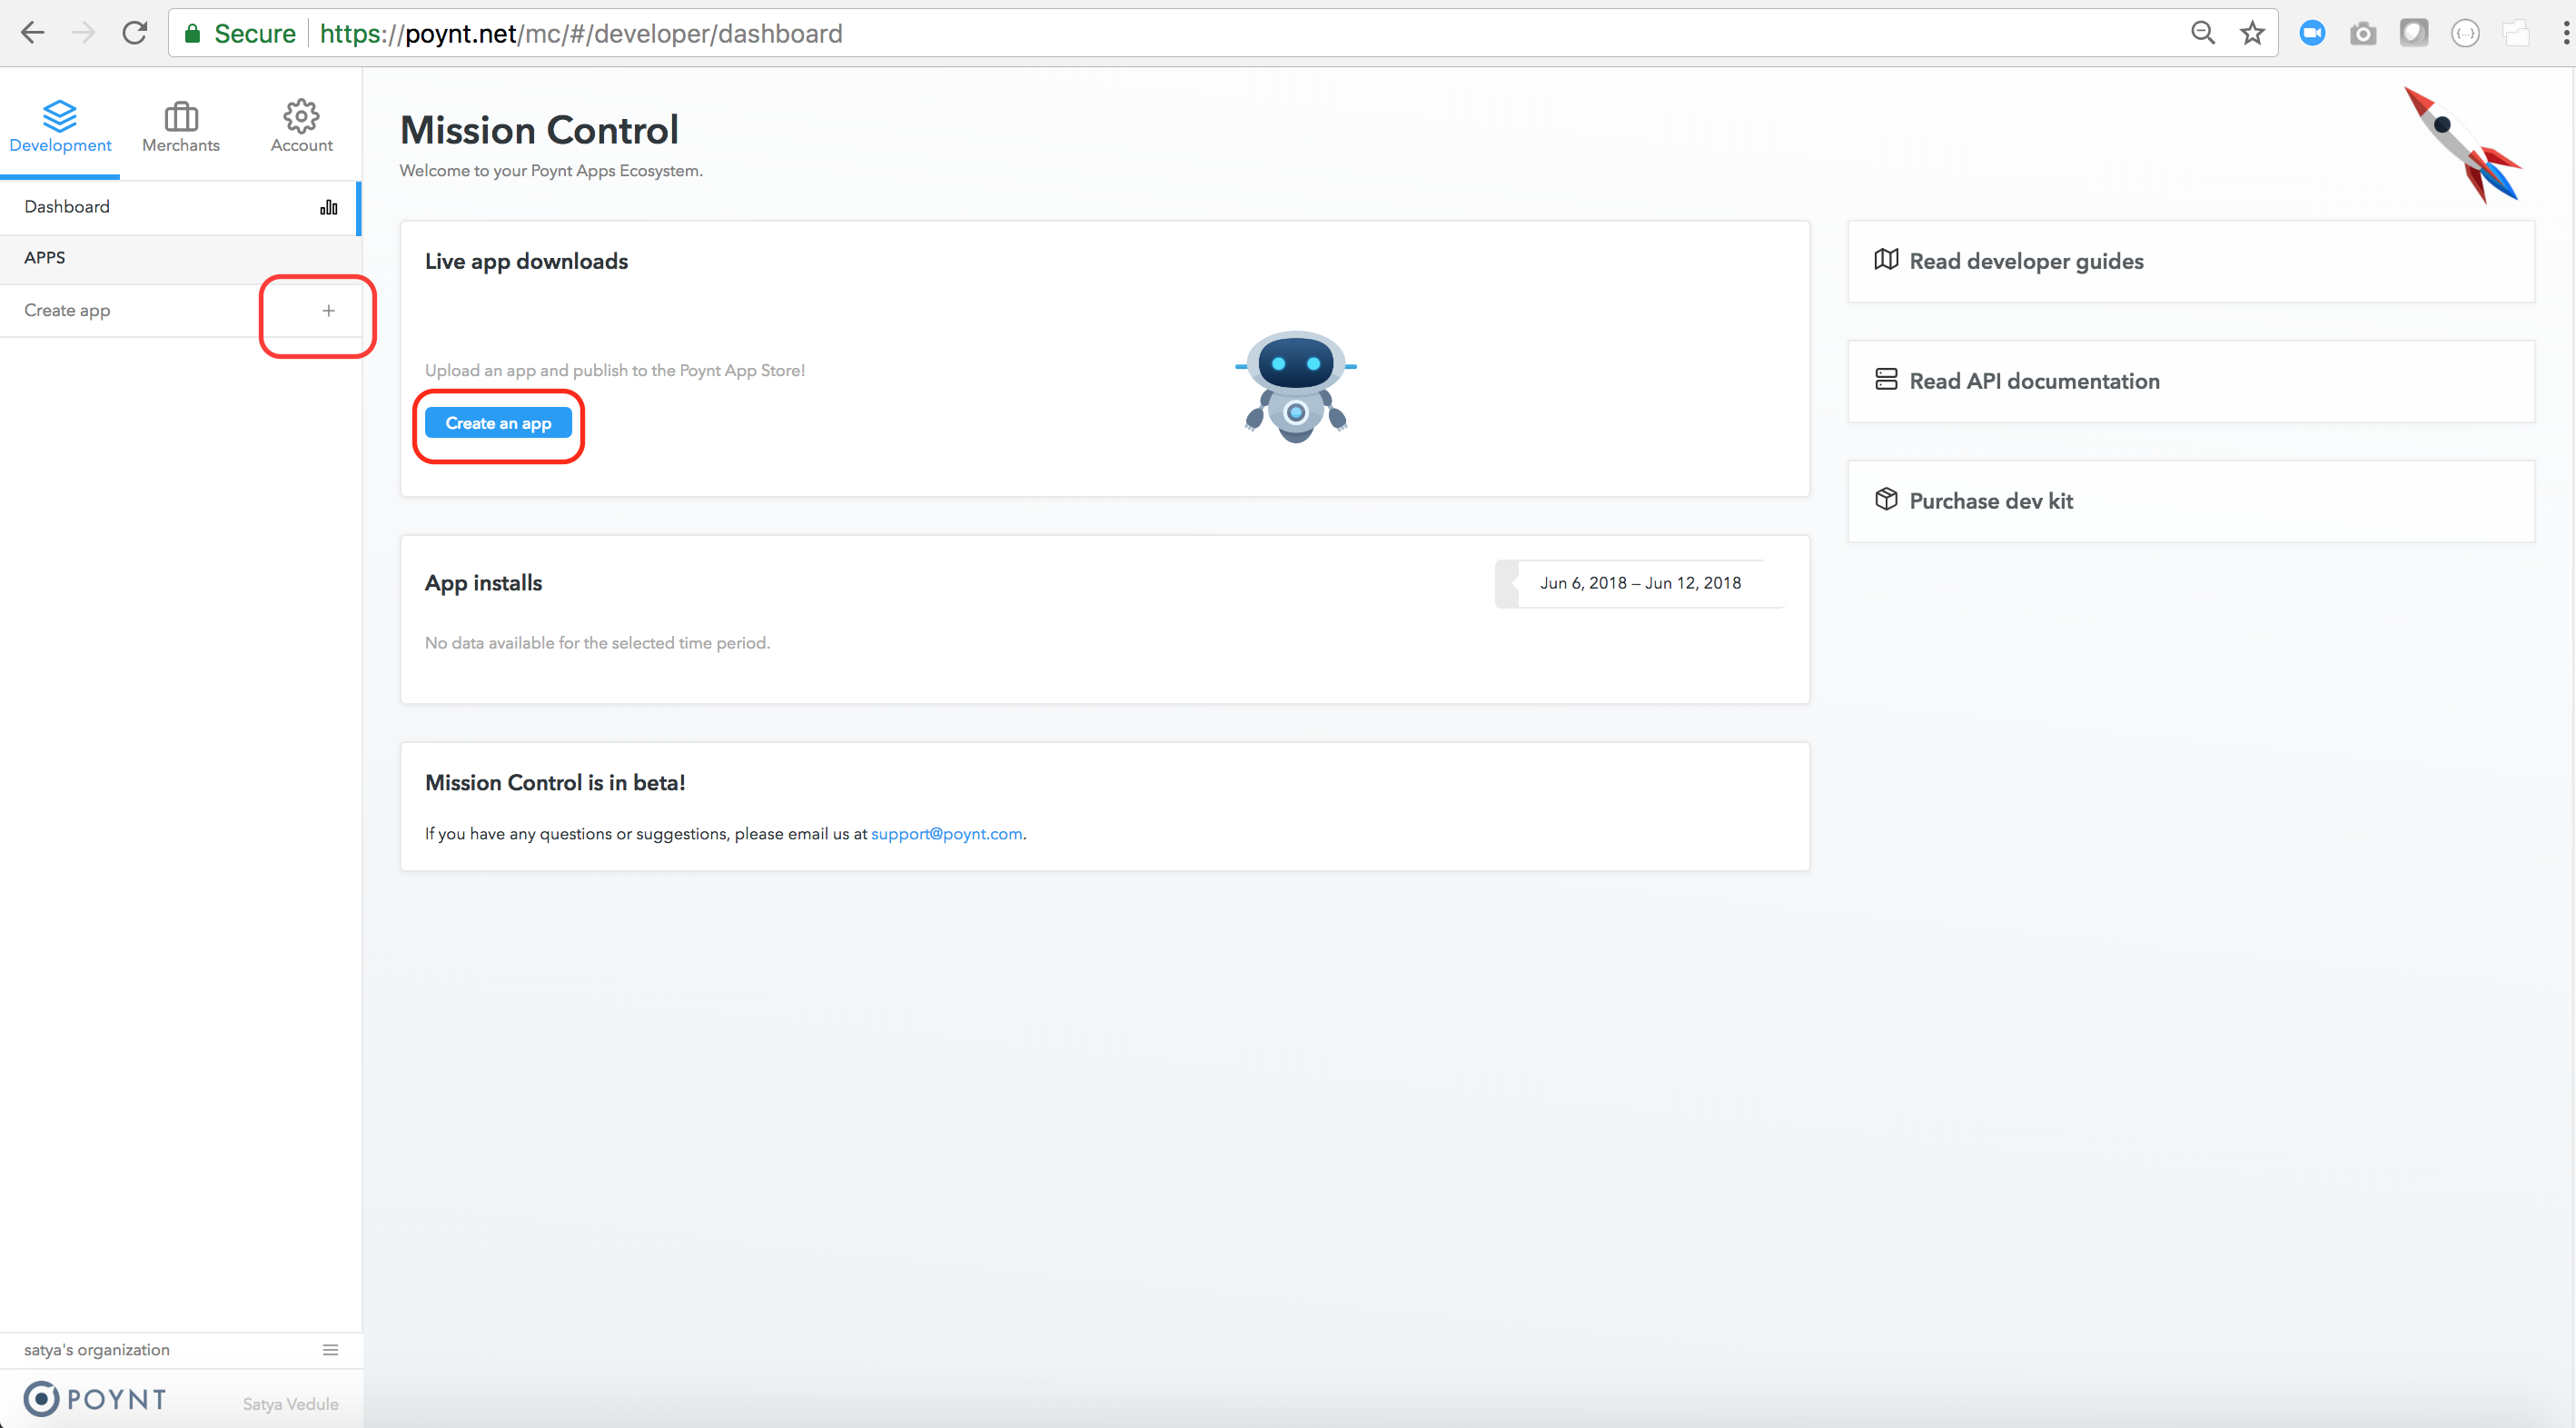 Secure https://poynt.net/mc/#/developer/dashboard
Development Merchants Account
Dashboard
APPS
Create app +
Mission Control
Welcome to your Poynt Apps Ecosystem.
Live app downloads
Upload an app and publish to the Poynt App Store!
Create an app
App installs
Jun 6, 2018 – Jun 12, 2018
No data available for the selected time period.
Mission Control is in beta!
If you have any questions or suggestions, please email us at support@poynt.com.
Read developer guides
Read API documentation
Purchase dev kit
satya's organization
POYNT
Satya Vedule